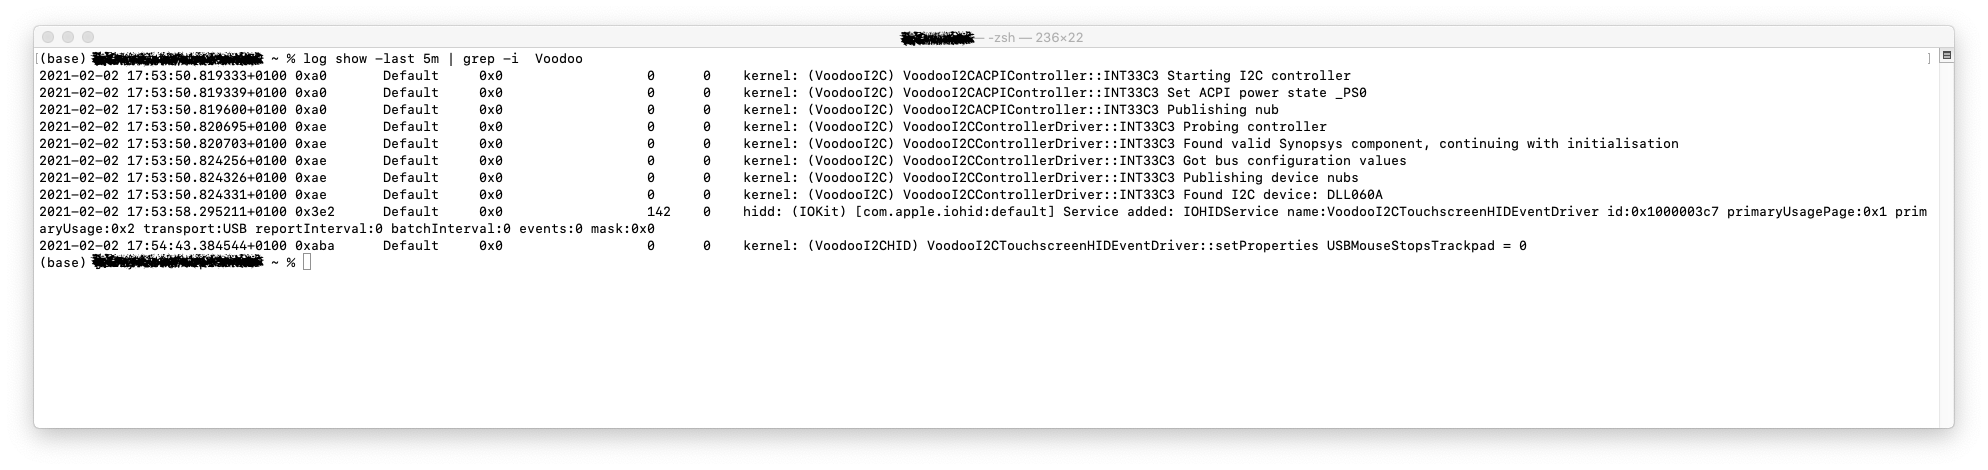 — -zsh — 236×22
(base) ~ % log show -last 5m | grep -i  Voodoo
2021-02-02 17:53:50.819333+0100 0xa0 Default 0x0 0 0 kernel: (VoodooI2C) VoodooI2CACPIController::INT33C3 Starting I2C controller
2021-02-02 17:53:50.819339+0100 0xa0 Default 0x0 0 0 kernel: (VoodooI2C) VoodooI2CACPIController::INT33C3 Set ACPI power state _PS0
2021-02-02 17:53:50.819600+0100 0xa0 Default 0x0 0 0 kernel: (VoodooI2C) VoodooI2CACPIController::INT33C3 Publishing nub
2021-02-02 17:53:50.820695+0100 0xae Default 0x0 0 0 kernel: (VoodooI2C) VoodooI2CControllerDriver::INT33C3 Probing controller
2021-02-02 17:53:50.820703+0100 0xae Default 0x0 0 0 kernel: (VoodooI2C) VoodooI2CControllerDriver::INT33C3 Found valid Synopsys component, continuing with initialisation
2021-02-02 17:53:50.824256+0100 0xae Default 0x0 0 0 kernel: (VoodooI2C) VoodooI2CControllerDriver::INT33C3 Got bus configuration values
2021-02-02 17:53:50.824326+0100 0xae Default 0x0 0 0 kernel: (VoodooI2C) VoodooI2CControllerDriver::INT33C3 Publishing device nubs
2021-02-02 17:53:50.824331+0100 0xae Default 0x0 0 0 kernel: (VoodooI2C) VoodooI2CControllerDriver::INT33C3 Found I2C device: DLL060A
2021-02-02 17:53:58.295211+0100 0x3e2 Default 0x0 142 0 hidd: (IOKit) [com.apple.iohid:default] Service added: IOHIDService name:VoodooI2CTouchscreenHIDEventDriver id:0x1000003c7 primaryUsagePage:0x1 prim
aryUsage:0x2 transport:USB reportInterval:0 batchInterval:0 events:0 mask:0x0
2021-02-02 17:54:43.384544+0100 0xaba Default 0x0 0 0 kernel: (VoodooI2CHID) VoodooI2CTouchscreenHIDEventDriver::setProperties USBMouseStopsTrackpad = 0
(base) ~ %